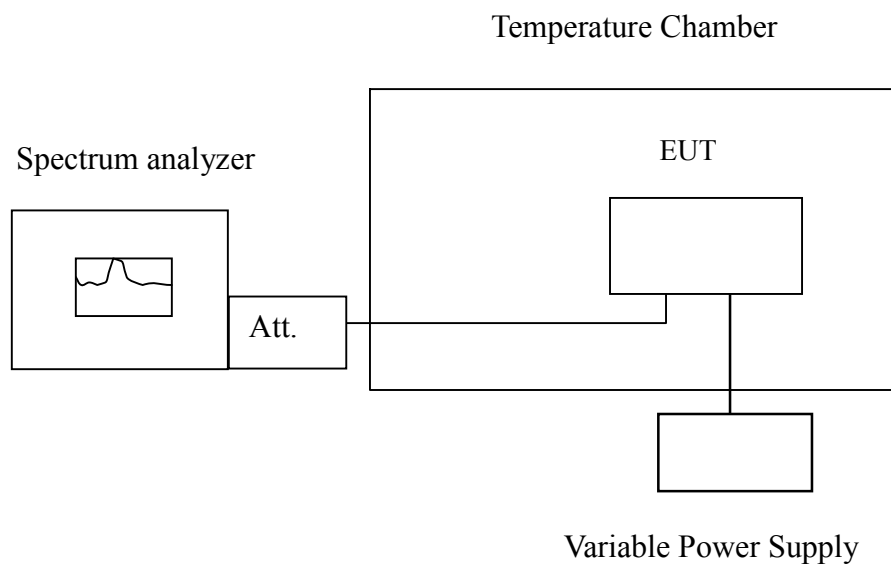 Temperature Chamber
Spectrum analyzer
EUT
Att.
Variable Power Supply